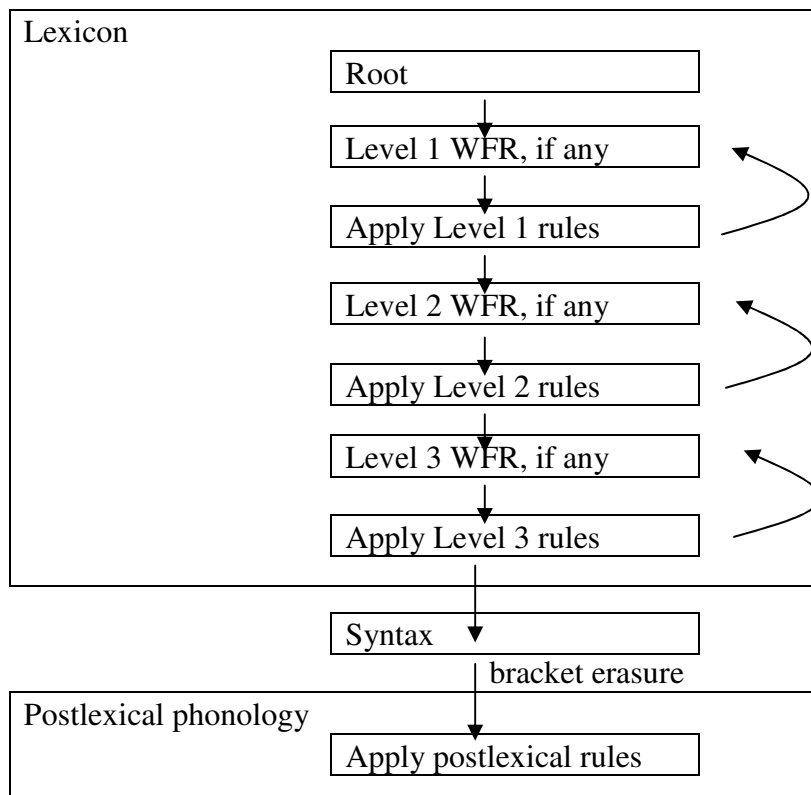 Lexicon
Root
Level 1 WFR, if any
Apply Level 1 rules
Level 2 WFR, if any
Apply Level 2 rules
Level 3 WFR, if any
Apply Level 3 rules
Syntax
bracket erasure
Postlexical phonology
Apply postlexical rules